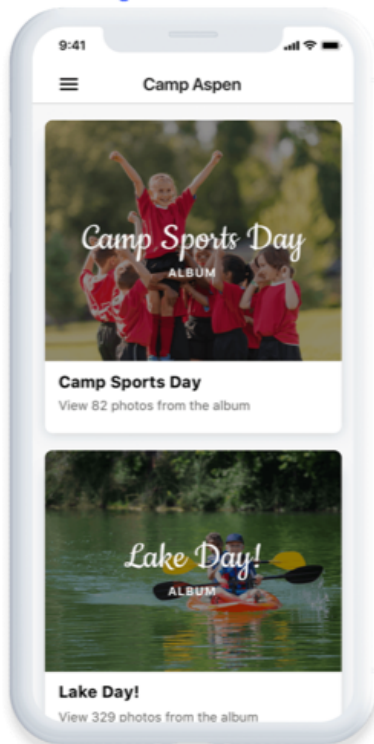 9:41
Camp Aspen
Camp Sports Day
ALBUM
Camp Sports Day
View 82 photos from the album
Lake Day!
ALBUM
Lake Day!
View 329 photos from the album